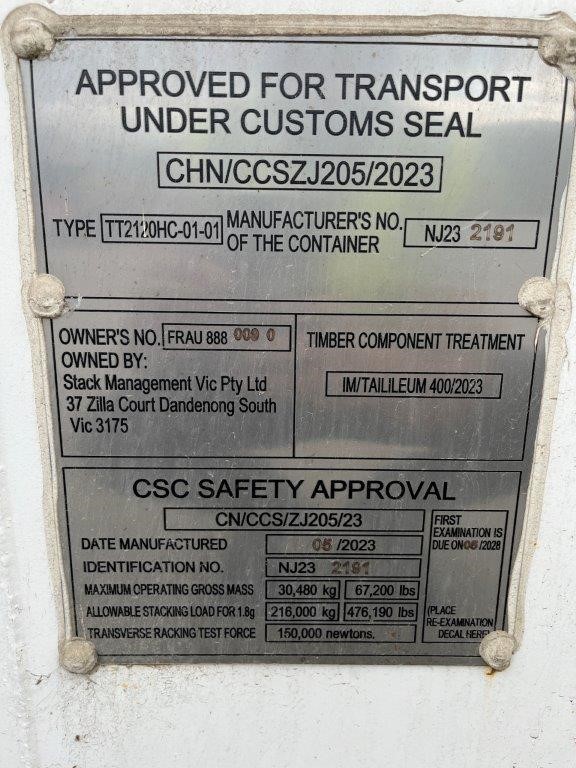 APPROVED FOR TRANSPORT
UNDER CUSTOMS SEAL
CHN/CCSZJ205/2023
TYPE TT2120HC-01-01 MANUFACTURER'S NO. OF THE CONTAINER NJ23 2191
OWNER'S NO. FRAU 888 009 0
OWNED BY:
Stack Management Vic Pty Ltd
37 Zilla Court Dandenong South
Vic 3175
TIMBER COMPONENT TREATMENT
IM/TAILILEUM 400/2023
CSC SAFETY APPROVAL
CN/CCS/ZJ205/23
DATE MANUFACTURED 05 /2023
IDENTIFICATION NO. NJ23 2191
MAXIMUM OPERATING GROSS MASS 30,480 kg 67,200 lbs
ALLOWABLE STACKING LOAD FOR 1.8g 216,000 kg 476,190 lbs
TRANSVERSE RACKING TEST FORCE 150,000 newtons.
FIRST
EXAMINATION IS
DUE ON 05 /2028
(PLACE
RE-EXAMINATION
DECAL HERE)